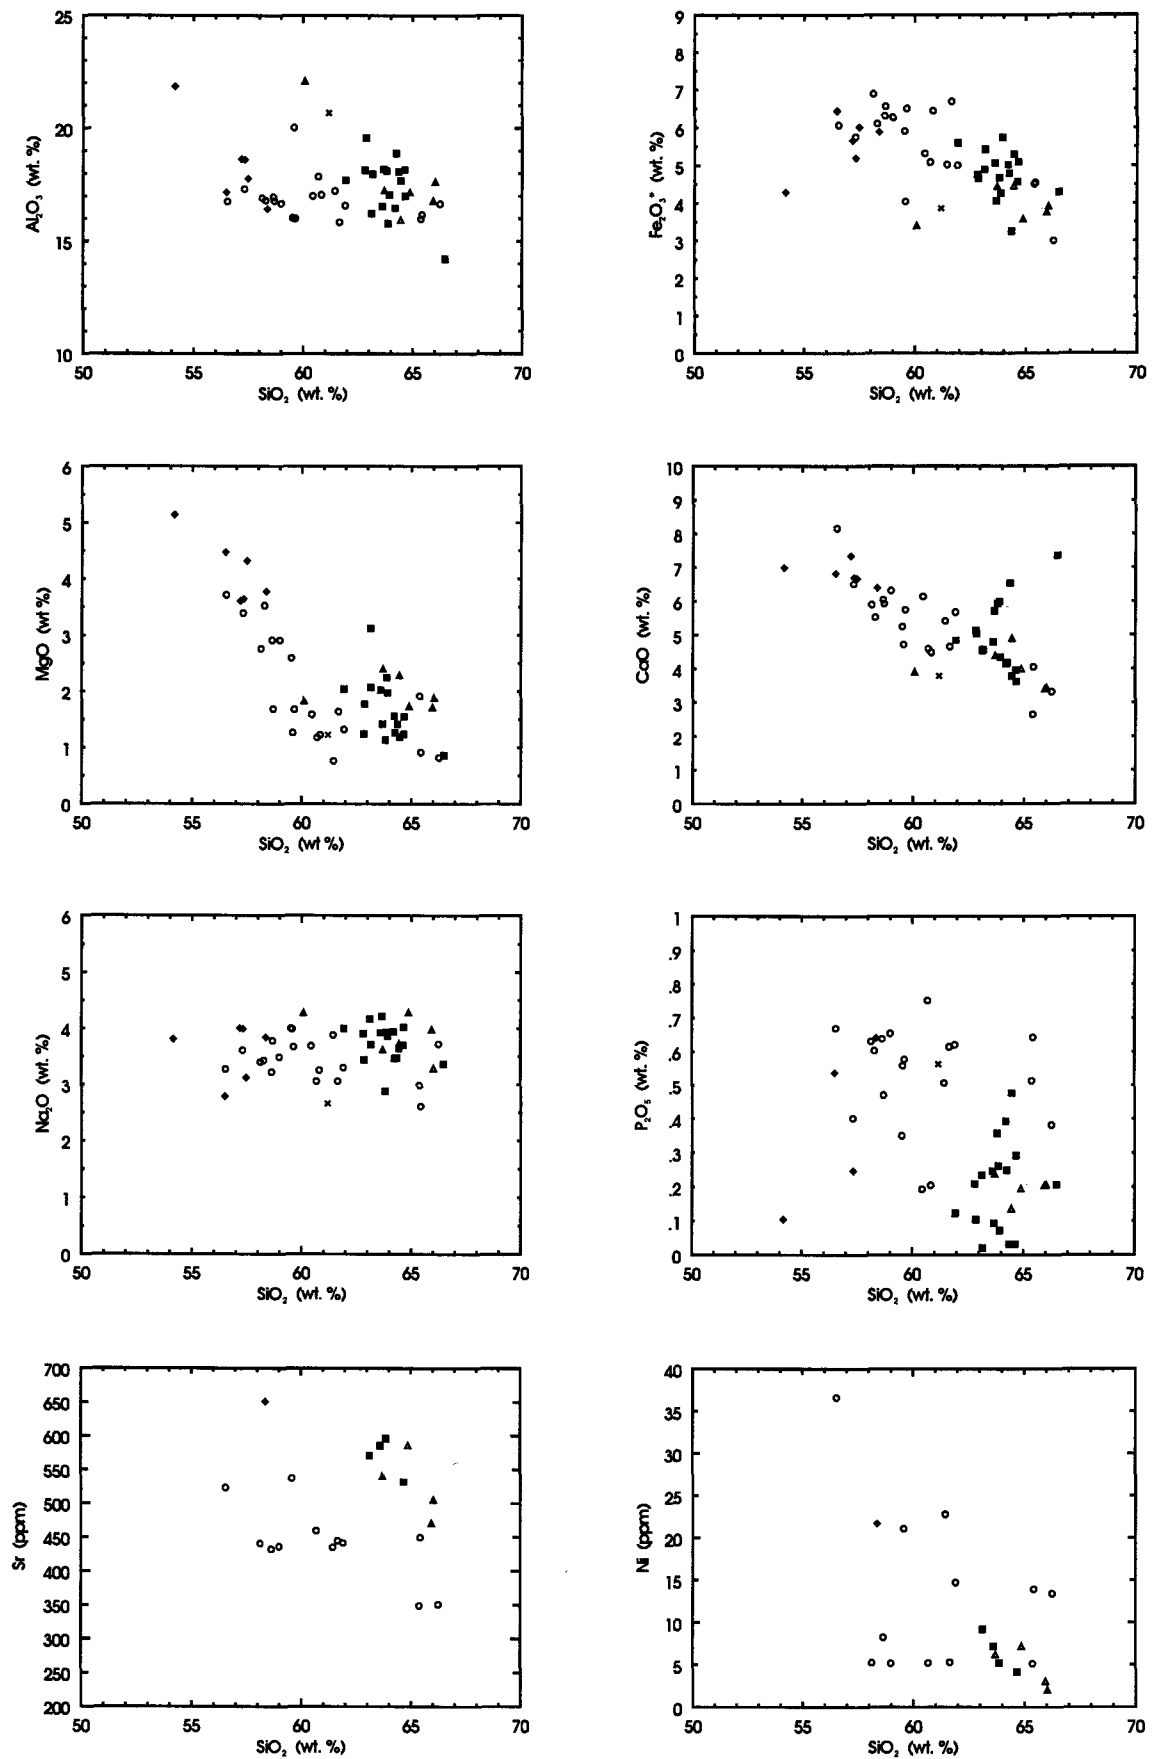 25
20
15
10
Al₂O₃ (wt. %)
50 55 60 65 70
SiO₂ (wt. %)
9
8
7
6
5
4
3
2
1
0
Fe₂O₃* (wt. %)
50 55 60 65 70
SiO₂ (wt. %)
6
5
4
3
2
1
0
MgO (wt %)
50 55 60 65 70
SiO₂ (wt %)
10
9
8
7
6
5
4
3
2
1
0
CaO (wt. %)
50 55 60 65 70
SiO₂ (wt. %)
6
5
4
3
2
1
0
Na₂O (wt. %)
50 55 60 65 70
SiO₂ (wt. %)
1
.9
.8
.7
.6
.5
.4
.3
.2
.1
0
P₂O₅ (wt. %)
50 55 60 65 70
SiO₂ (wt. %)
700
650
600
550
500
450
400
350
300
250
200
Sr (ppm)
50 55 60 65 70
SiO₂ (wt. %)
40
35
30
25
20
15
10
5
0
Ni (ppm)
50 55 60 65 70
SiO₂ (wt. %)